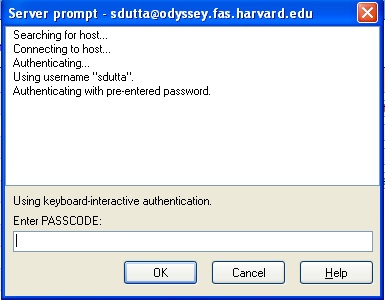 Server prompt - sdutta@odyssey.fas.harvard.edu
Searching for host...
Connecting to host...
Authenticating...
Using username "sdutta".
Authenticating with pre-entered password.
Using keyboard-interactive authentication.
Enter PASSCODE:
OK Cancel Help